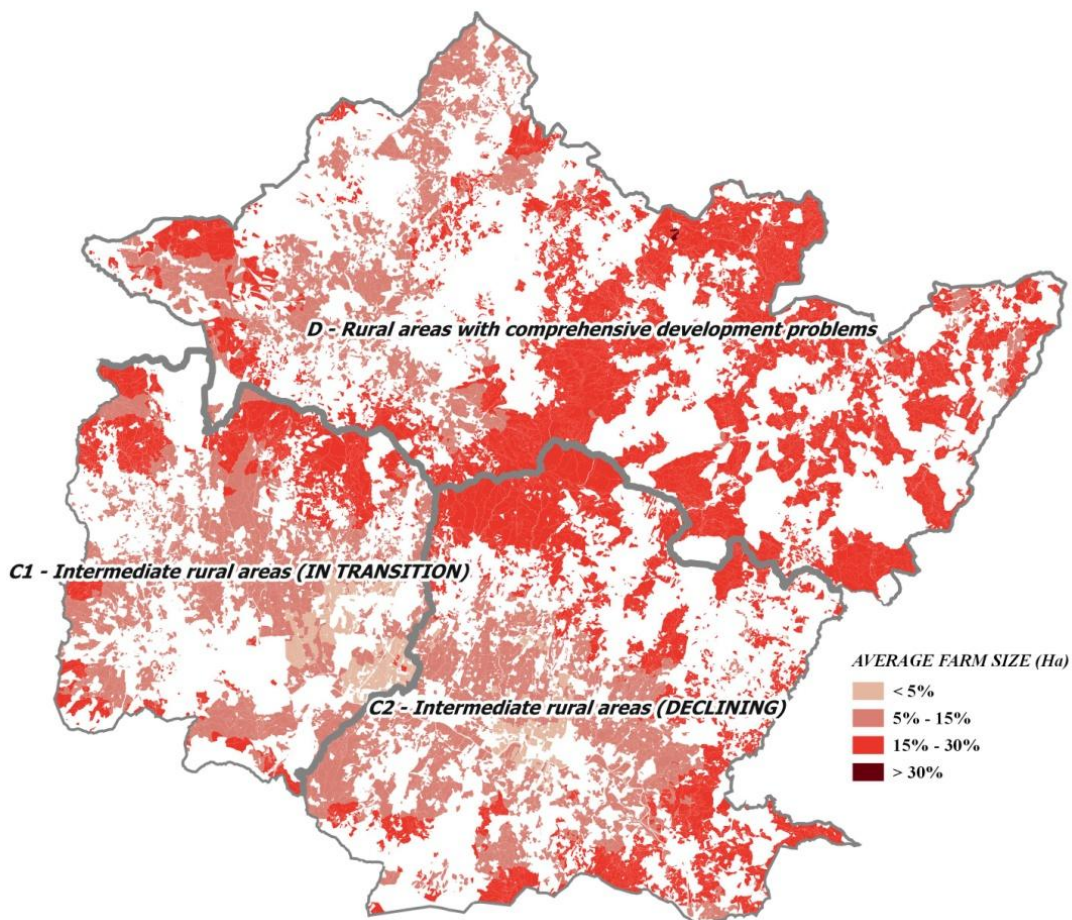 D - Rural areas with comprehensive development problems
C1 - Intermediate rural areas (IN TRANSITION)
C2 - Intermediate rural areas (DECLINING)
AVERAGE FARM SIZE (Ha)
< 5%
5% - 15%
15% - 30%
> 30%